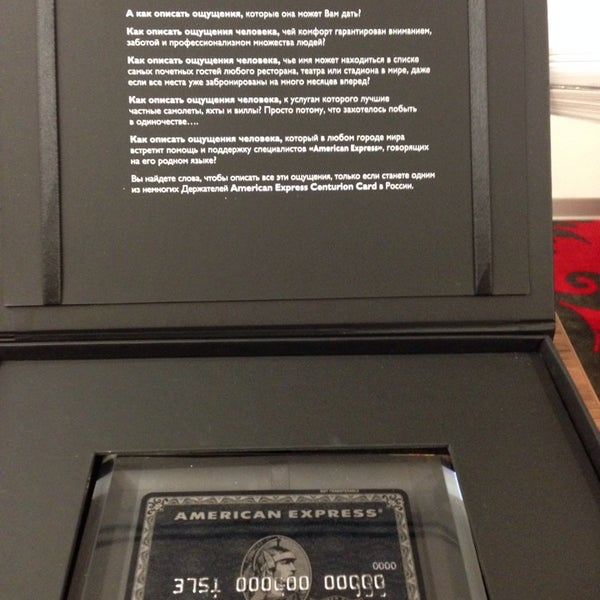 А как описать ощущения, которые она может Вам дать?
Как описать ощущения человека, чей комфорт гарантирован вниманием,
заботой и профессионализмом множества людей?
Как описать ощущения человека, чье имя может находиться в списке
самых почетных гостей любого ресторана, театра или стадиона в мире, даже
если все места уже забронированы на много месяцев вперед?
Как описать ощущения человека, к услугам которого лучшие
частные самолеты, яхты и виллы? Просто потому, что захотелось побыть
в одиночестве....
Как описать ощущения человека, который в любом городе мира
встретит помощь и поддержку специалистов «American Express», говорящих
на его родном языке?
Вы найдете слова, чтобы описать все эти ощущения, только если станете одним
из немногих Держателей American Express Centurion Card в России.
NOT TRANSFERABLE
AMERICAN EXPRESS®
0000
375L 000000 00000